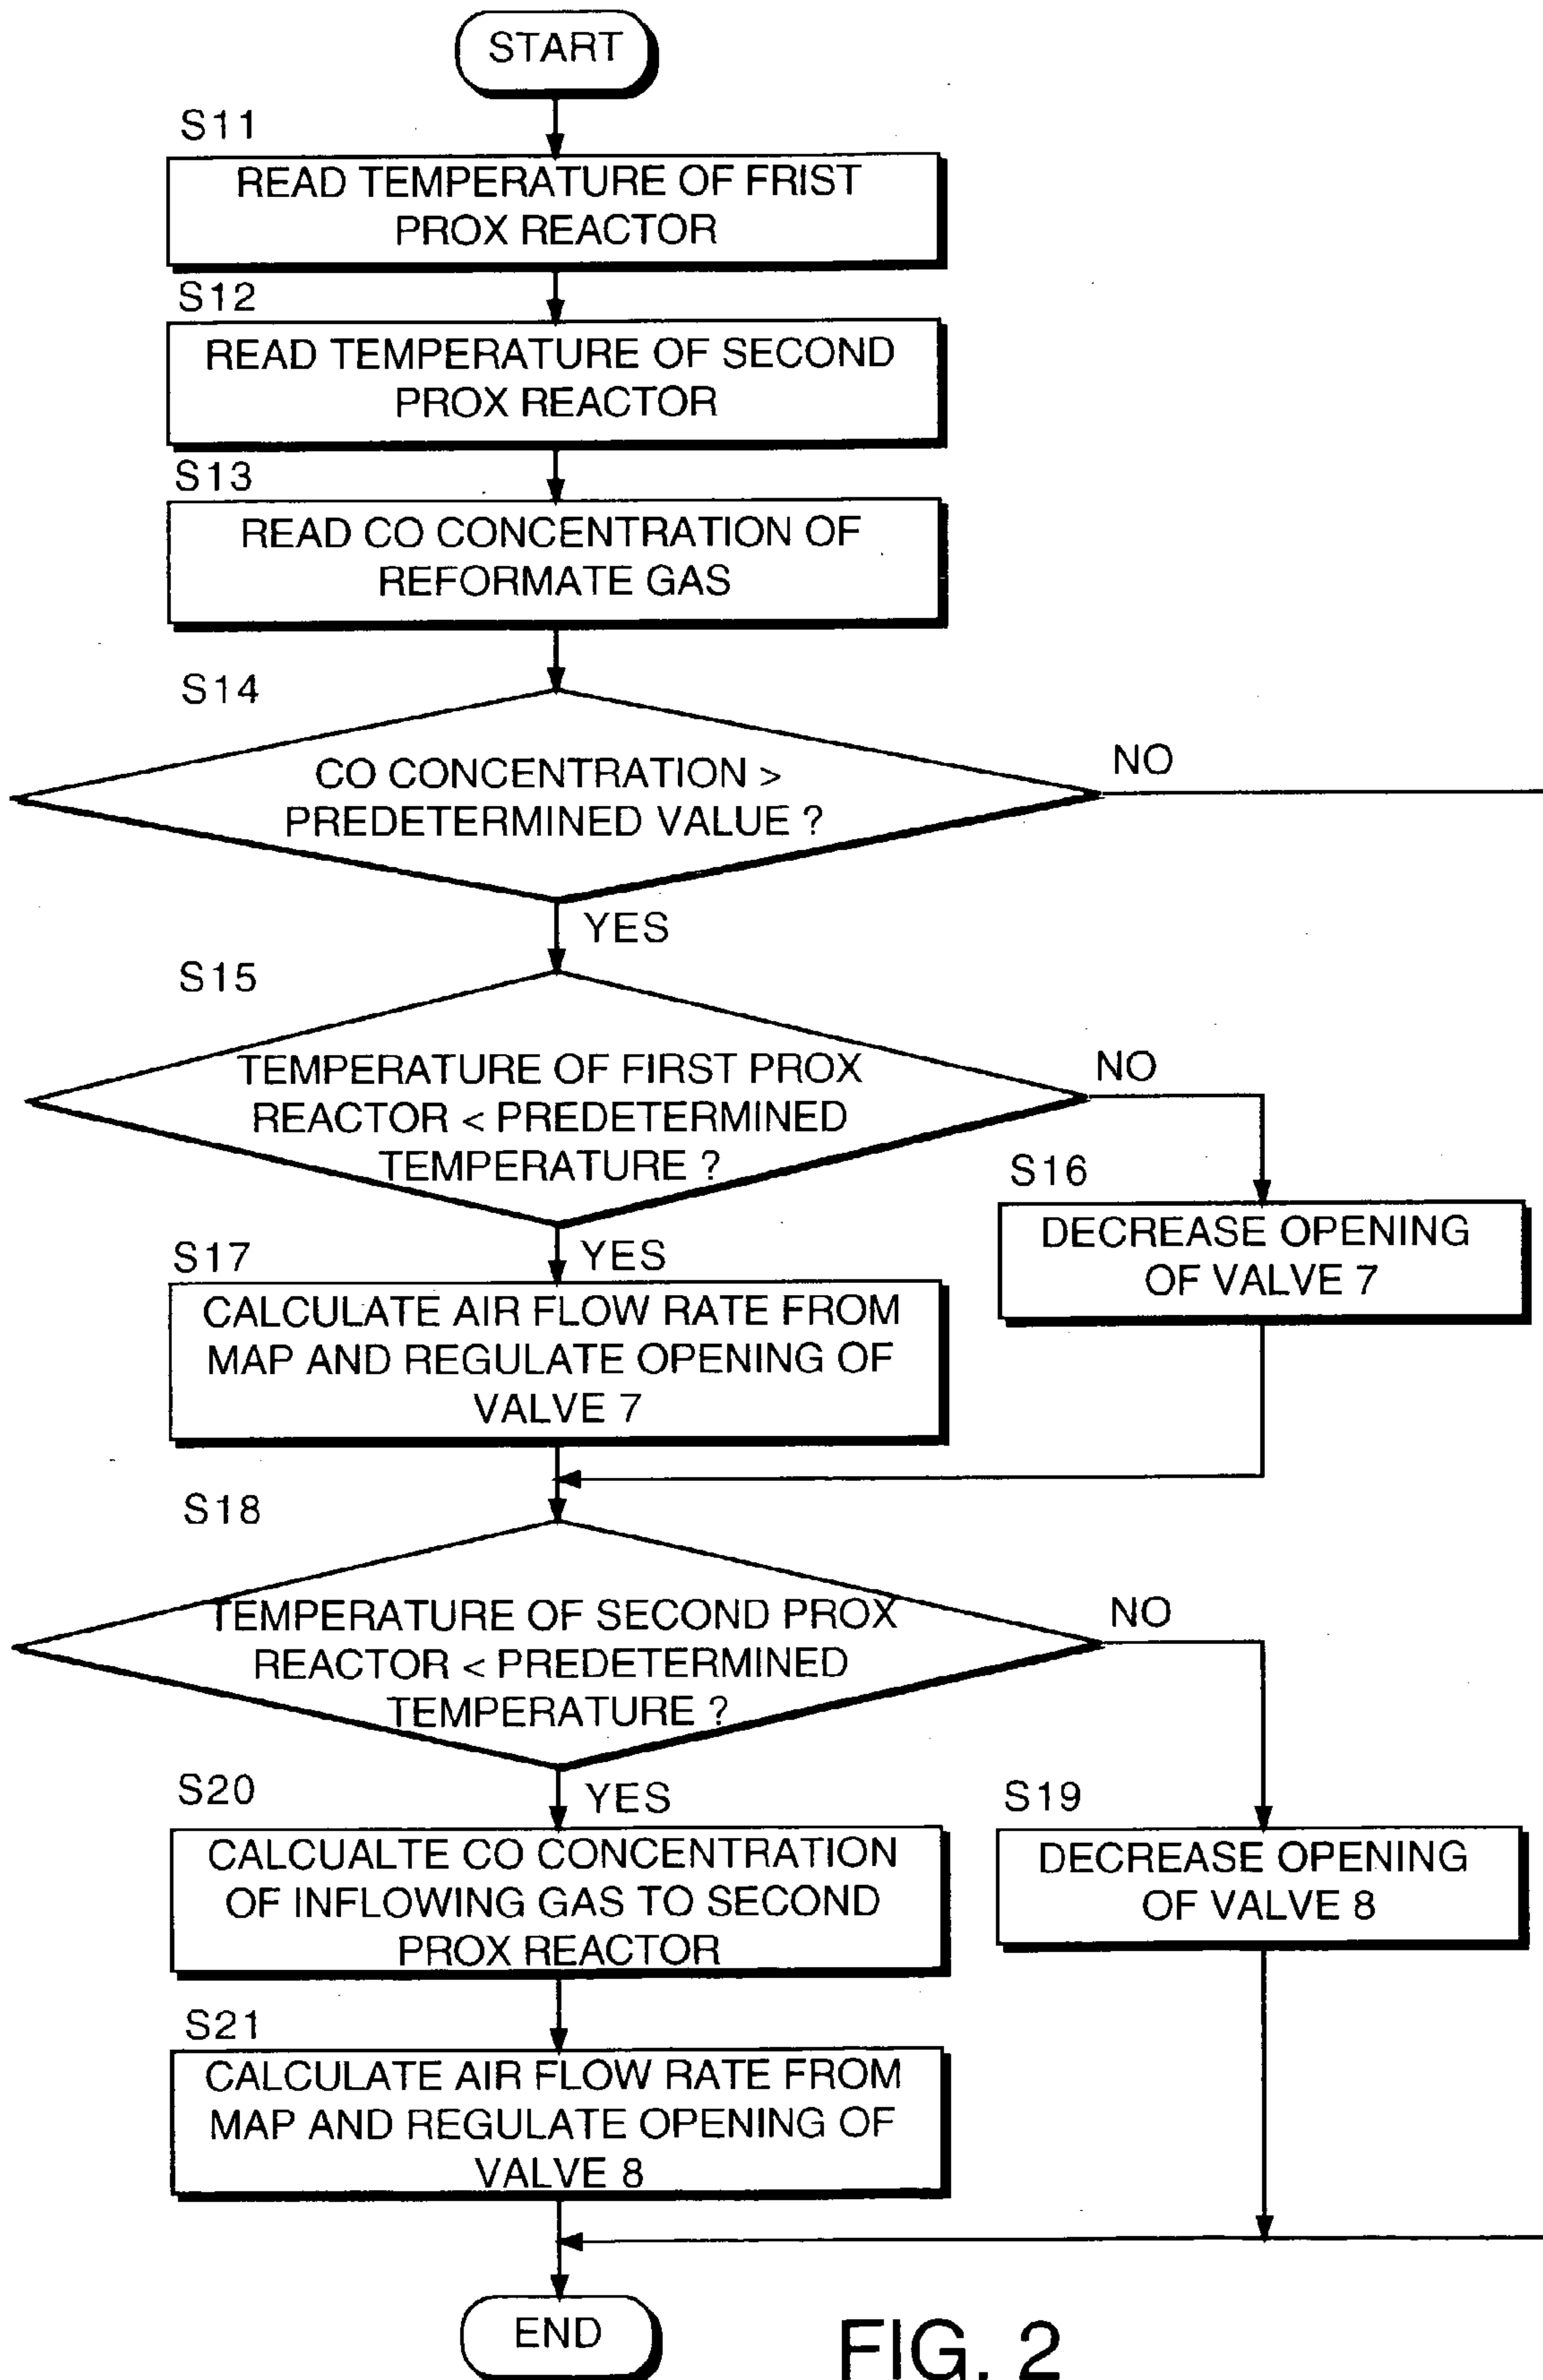 START
S11
READ TEMPERATURE OF FRIST
PROX REACTOR
S12
READ TEMPERATURE OF SECOND
PROX REACTOR
S13
READ CO CONCENTRATION OF
REFORMATE GAS
S14
CO CONCENTRATION >
PREDETERMINED VALUE ?
NO
YES
S15
TEMPERATURE OF FIRST PROX
REACTOR < PREDETERMINED
TEMPERATURE ?
NO
S16
DECREASE OPENING
OF VALVE 7
YES
S17
CALCULATE AIR FLOW RATE FROM
MAP AND REGULATE OPENING OF
VALVE 7
S18
TEMPERATURE OF SECOND PROX
REACTOR < PREDETERMINED
TEMPERATURE ?
NO
S19
DECREASE OPENING
OF VALVE 8
YES
S20
CALCUALTE CO CONCENTRATION
OF INFLOWING GAS TO SECOND
PROX REACTOR
S21
CALCULATE AIR FLOW RATE FROM
MAP AND REGULATE OPENING OF
VALVE 8
END
FIG. 2